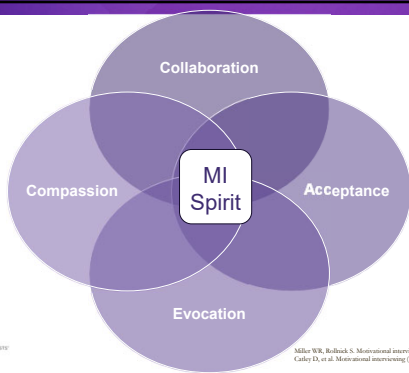 Collaboration
Compassion
MI
Spirit
Acceptance
Evocation
Miller WR, Rollnick S. Motivational interv
Catley D, et al. Motivational interviewing (